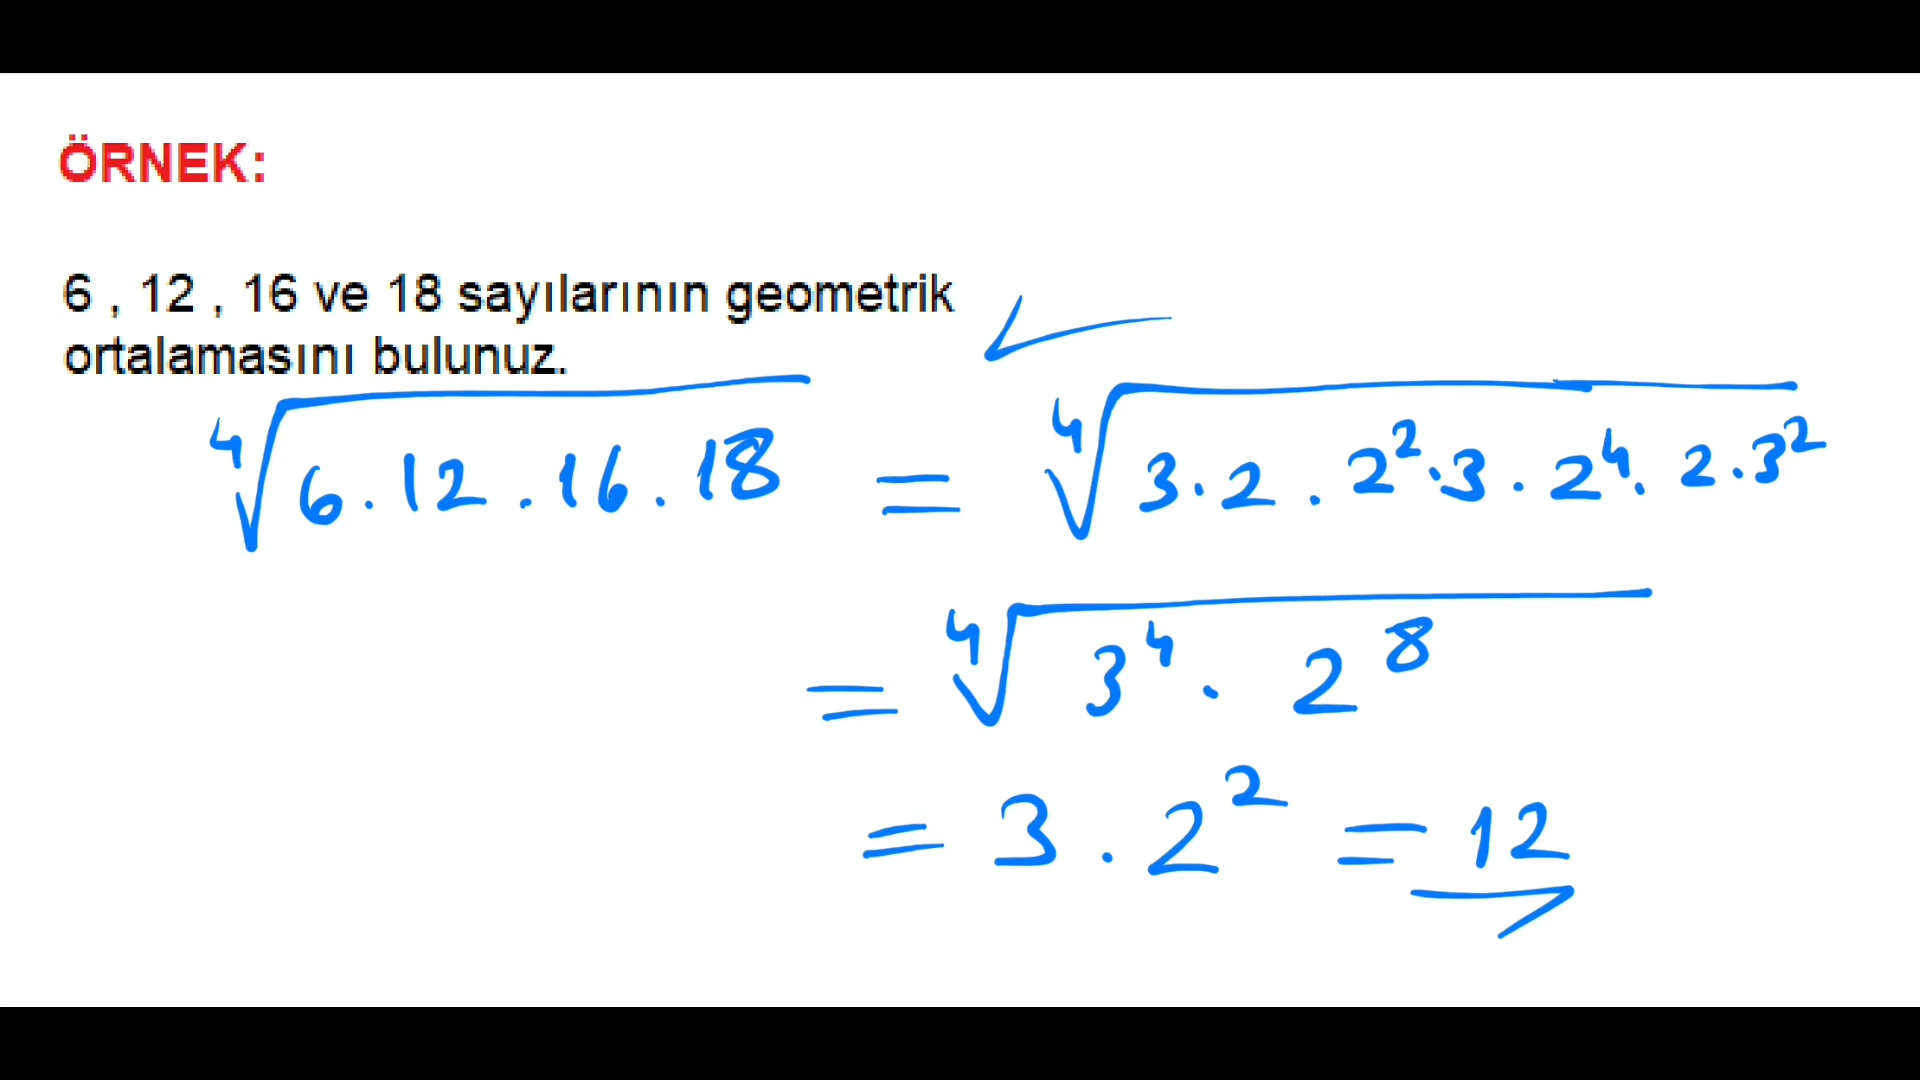 ÖRNEK:
6 , 12 , 16 ve 18 sayılarının geometrik
ortalamasını bulunuz.
⁴√(6.12.16.18) = ⁴√(3.2.2².3.2⁴.2.3²)
= ⁴√(3⁴.2⁸)
= 3.2² = 12